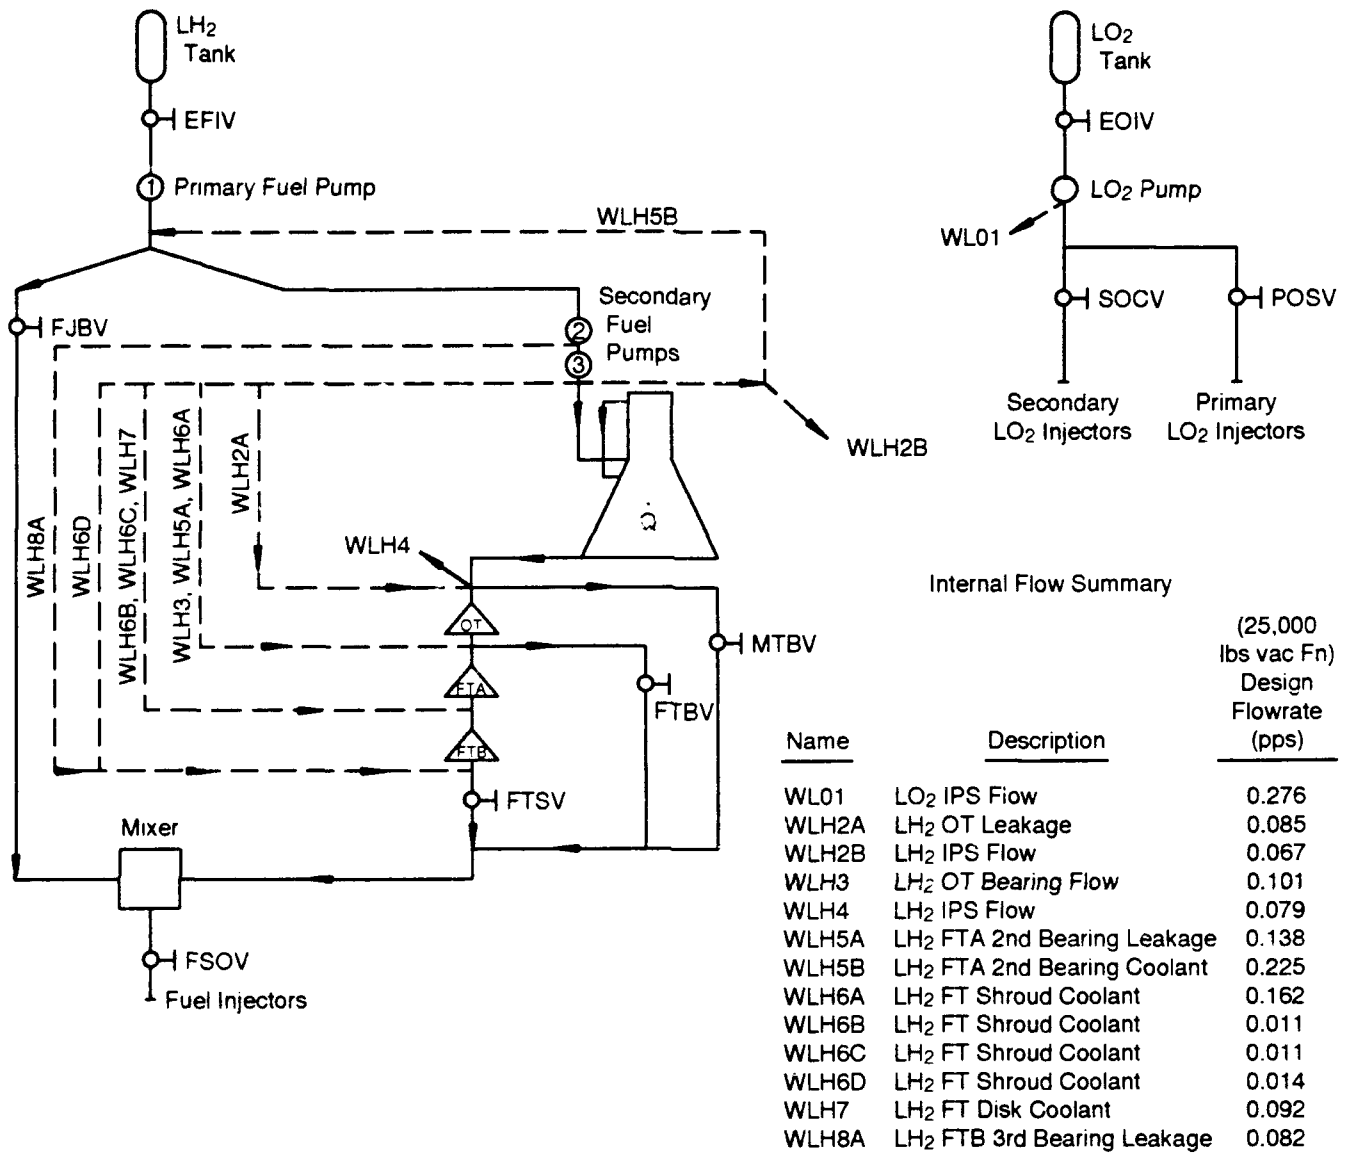 LH2
Tank
EFIV
1 Primary Fuel Pump
WLH5B
FJBV
Secondary
Fuel
Pumps
2
3
WLH8A
WLH6D
WLH6B, WLH6C, WLH7
WLH3, WLH5A, WLH6A
WLH2A
WLH2B
Q̇
WLH4
OT
MTBV
FTA
FTBV
FTB
FTSV
Mixer
FSOV
Fuel Injectors
LO2
Tank
EOIV
LO2 Pump
WL01
SOCV
POSV
Secondary
LO2 Injectors
Primary
LO2 Injectors
Internal Flow Summary
(25,000
lbs vac Fn)
Design
Flowrate
Name Description (pps)
WL01 LO2 IPS Flow 0.276
WLH2A LH2 OT Leakage 0.085
WLH2B LH2 IPS Flow 0.067
WLH3 LH2 OT Bearing Flow 0.101
WLH4 LH2 IPS Flow 0.079
WLH5A LH2 FTA 2nd Bearing Leakage 0.138
WLH5B LH2 FTA 2nd Bearing Coolant 0.225
WLH6A LH2 FT Shroud Coolant 0.162
WLH6B LH2 FT Shroud Coolant 0.011
WLH6C LH2 FT Shroud Coolant 0.011
WLH6D LH2 FT Shroud Coolant 0.014
WLH7 LH2 FT Disk Coolant 0.092
WLH8A LH2 FTB 3rd Bearing Leakage 0.082